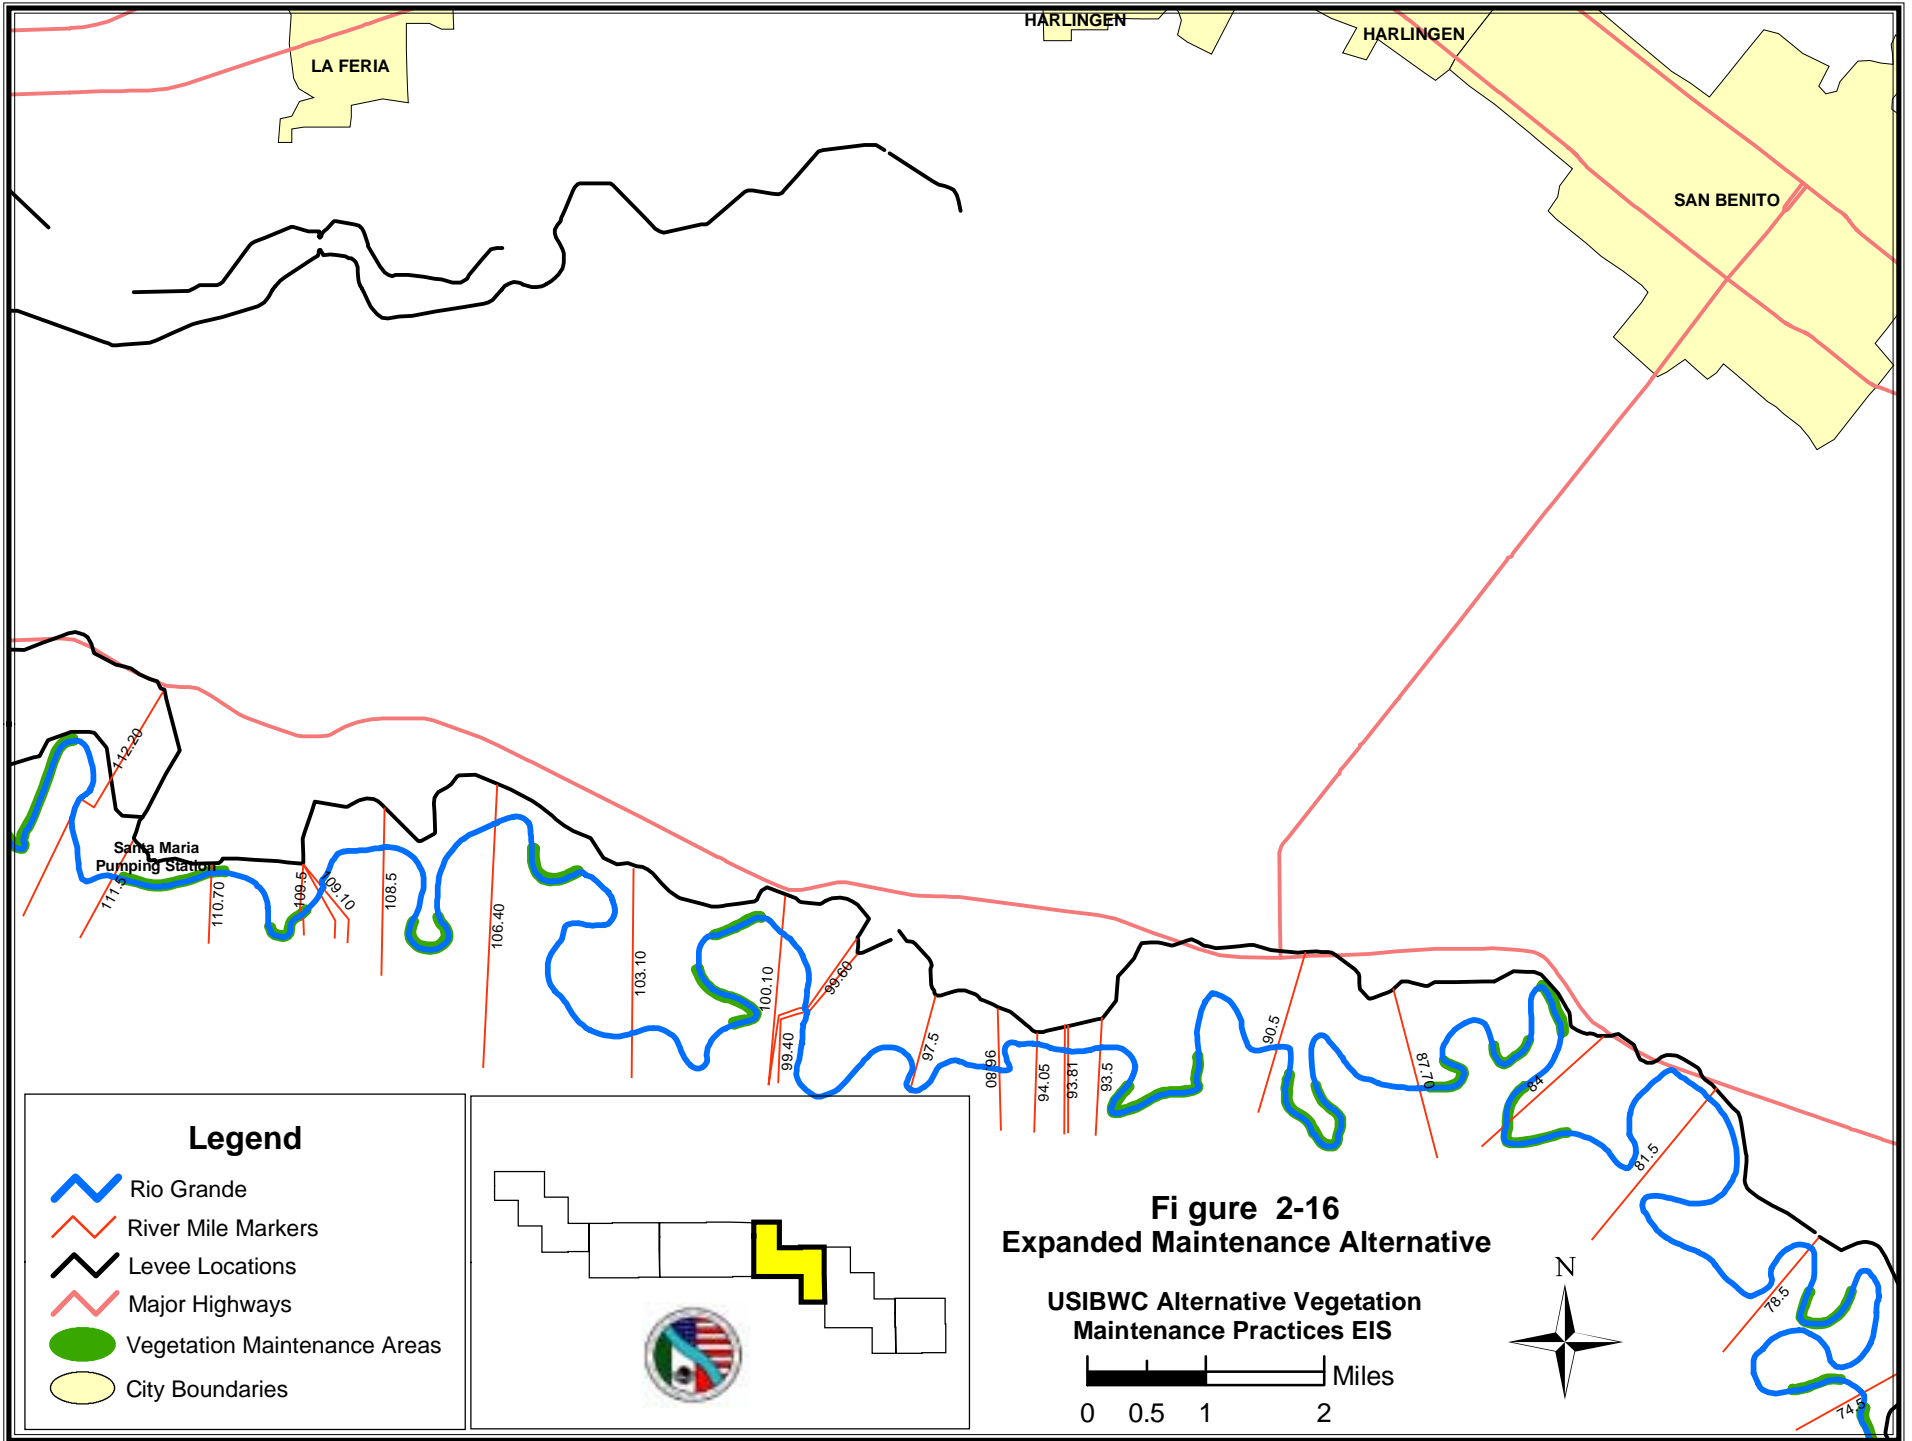 HARLINGEN
HARLINGEN
LA FERIA
SAN BENITO
112.20
Santa Maria
Pumping Station
111.5
110.70
109.5
109.10
108.5
106.40
103.10
100.10
99.60
99.40
97.5
96.80
94.05
93.81
93.5
90.5
87.70
84
81.5
78.5
74.5
Legend
Rio Grande
River Mile Markers
Levee Locations
Major Highways
Vegetation Maintenance Areas
City Boundaries
Fi gure 2-16
Expanded Maintenance Alternative
USIBWC Alternative Vegetation
Maintenance Practices EIS
N
Miles
0 0.5 1 2